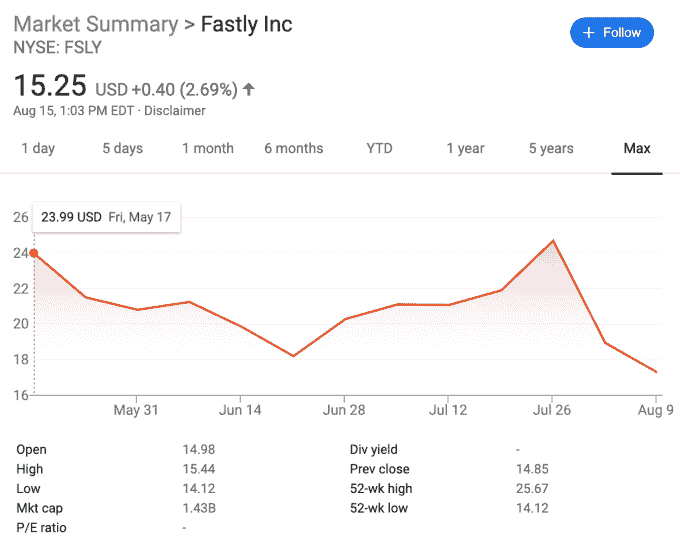 Market Summary > Fastly Inc
NYSE: FSLY
+ Follow
15.25 USD +0.40 (2.69%) ↑
Aug 15, 1:03 PM EDT · Disclaimer
1 day 5 days 1 month 6 months YTD 1 year 5 years Max
23.99 USD Fri, May 17
26
24
22
20
18
16
May 31 Jun 14 Jun 28 Jul 12 Jul 26 Aug 9
Open 14.98 Div yield -
High 15.44 Prev close 14.85
Low 14.12 52-wk high 25.67
Mkt cap 1.43B 52-wk low 14.12
P/E ratio -